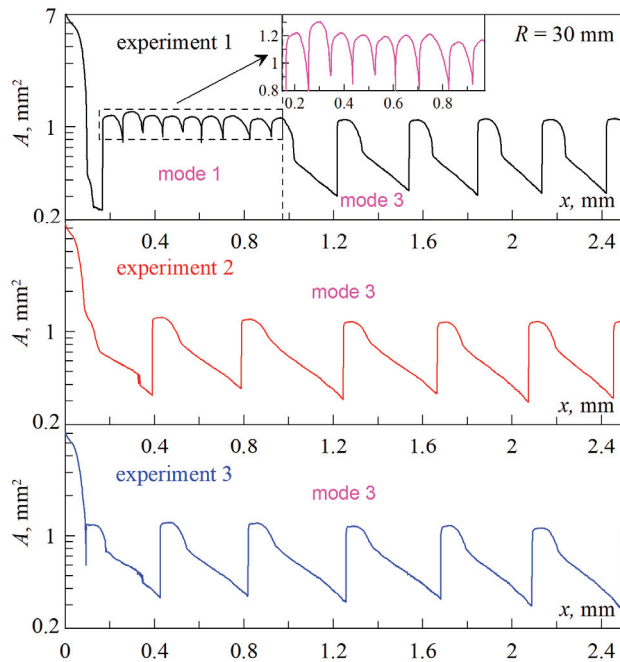 7
experiment 1
R = 30 mm
1.2
1.0
0.8
0.2 0.4 0.6 0.8
A, mm²
1
mode 1
mode 3
x, mm
0.2
0.4 0.8 1.2 1.6 2 2.4
experiment 2
mode 3
A, mm²
1
x, mm
0.2
0.4 0.8 1.2 1.6 2 2.4
experiment 3
mode 3
A, mm²
1
x, mm
0.2
0 0.4 0.8 1.2 1.6 2 2.4